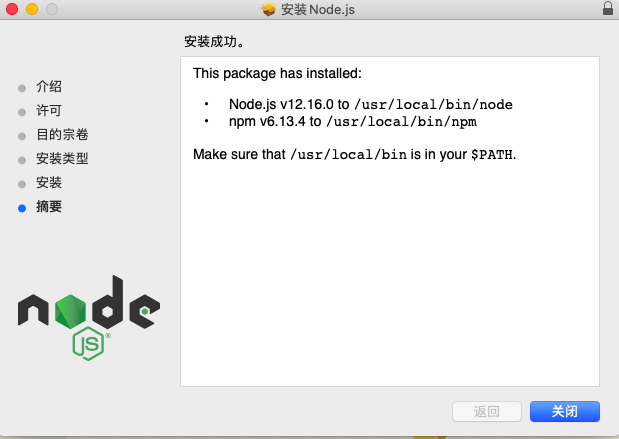 安装Node.js
安装成功。
介绍
许可
目的宗卷
安装类型
安装
摘要
This package has installed:
• Node.js v12.16.0 to /usr/local/bin/node
• npm v6.13.4 to /usr/local/bin/npm
Make sure that /usr/local/bin is in your $PATH.
node
JS®
返回
关闭